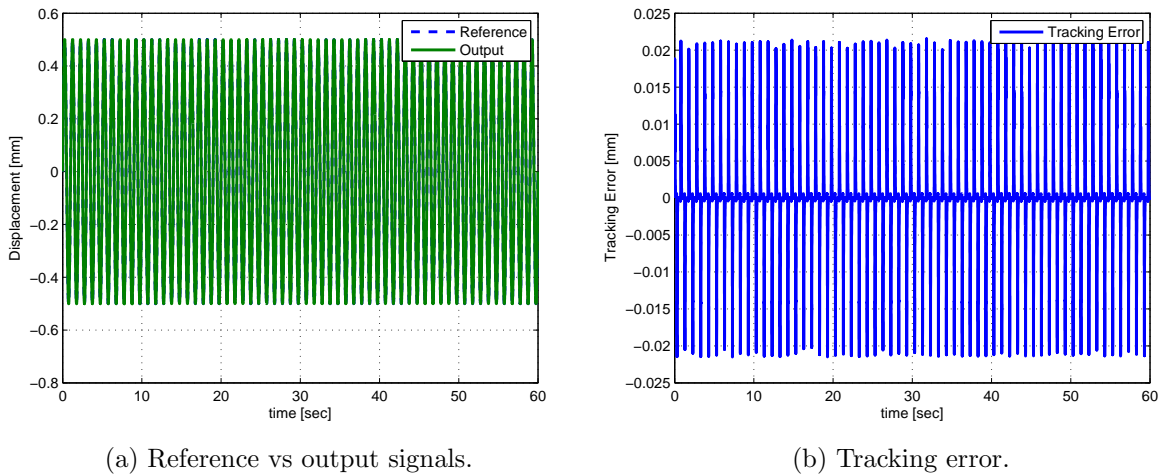 0.6
0.4
0.2
0
−0.2
−0.4
−0.6
−0.8
Displacement [mm]
0 10 20 30 40 50 60
time [sec]
Reference
Output
(a) Reference vs output signals.
0.025
0.02
0.015
0.01
0.005
0
−0.005
−0.01
−0.015
−0.02
−0.025
Tracking Error [mm]
0 10 20 30 40 50 60
time [sec]
Tracking Error
(b) Tracking error.